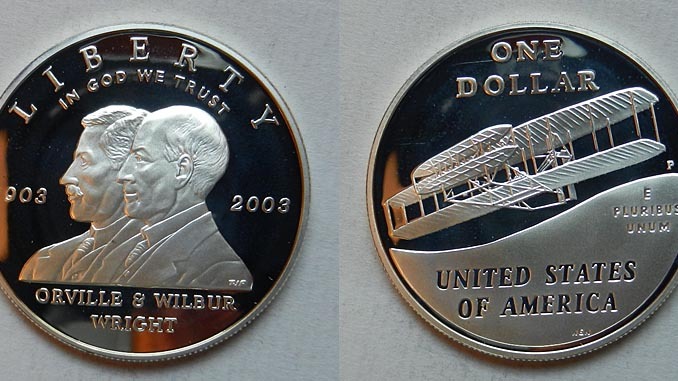 LIBERTY
IN GOD WE TRUST
903 2003
ORVILLE & WILBUR
WRIGHT
ONE
DOLLAR
P
E
PLURIBUS
UNUM
UNITED STATES
OF AMERICA